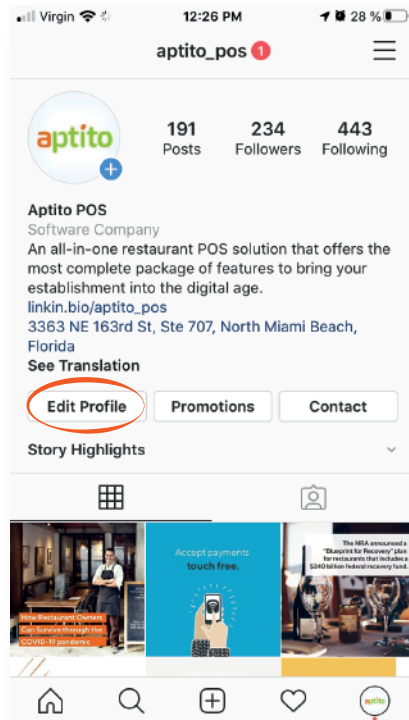 Virgin 12:26 PM 28 %
aptito_pos 1
aptito
191 234 443
Posts Followers Following
Aptito POS
Software Company
An all-in-one restaurant POS solution that offers the
most complete package of features to bring your
establishment into the digital age.
linkin.bio/aptito_pos
3363 NE 163rd St, Ste 707, North Miami Beach,
Florida
See Translation
Edit Profile Promotions Contact
Story Highlights
How Restaurant Owners
Can Survive through the
COVID-19 pandemic
Accept payments
touch free.
The NRA announced a
"Blueprint for Recovery" plan
for restaurants that includes a
$240 billion federal recovery fund.
aptito